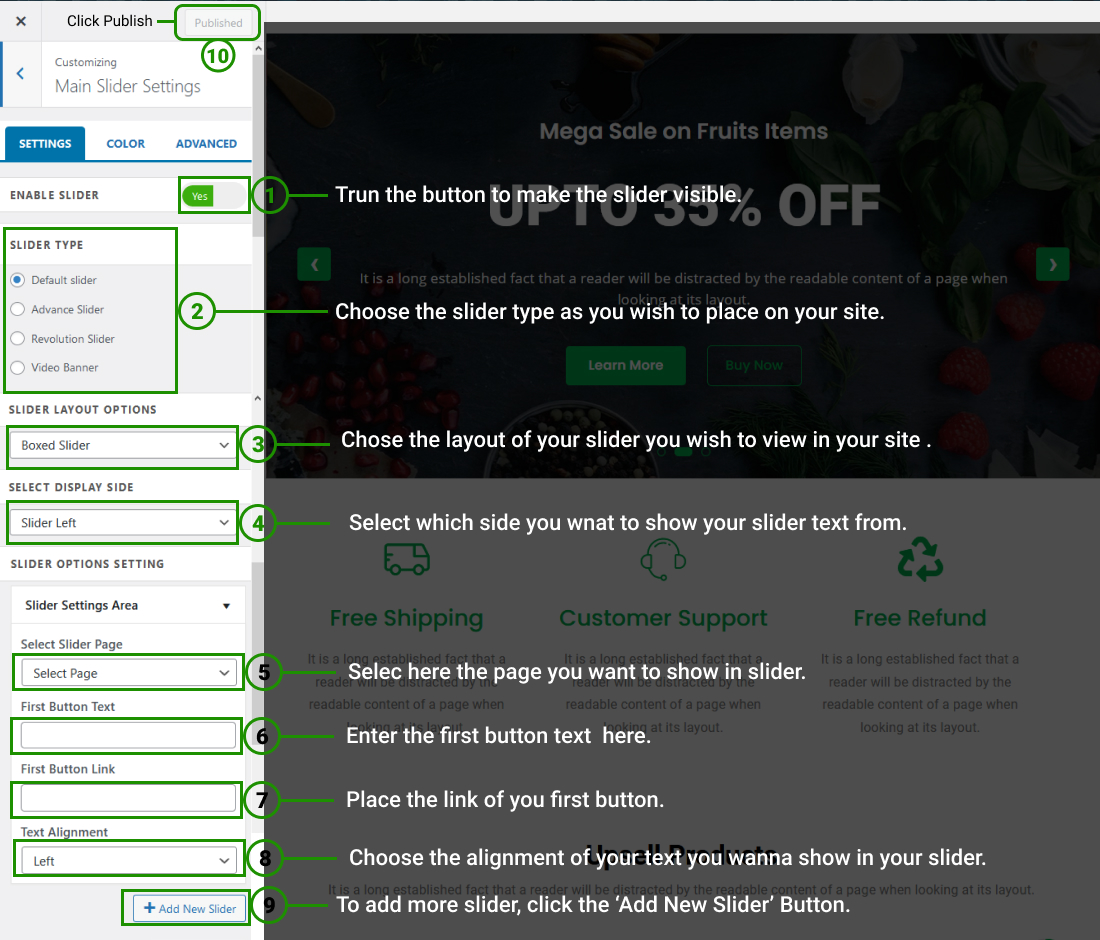 Click Publish
Published
10
Customizing
Main Slider Settings
SETTINGS
COLOR
ADVANCED
ENABLE SLIDER
Yes
1
Trun the button to make the slider visible.
SLIDER TYPE
Default slider
Advance Slider
Revolution Slider
Video Banner
2
Choose the slider type as you wish to place on your site.
SLIDER LAYOUT OPTIONS
Boxed Slider
3
Chose the layout of your slider you wish to view in your site .
SELECT DISPLAY SIDE
Slider Left
4
Select which side you wnat to show your slider text from.
SLIDER OPTIONS SETTING
Slider Settings Area
Select Slider Page
Select Page
5
Selec here the page you want to show in slider.
First Button Text
6
Enter the first button text here.
First Button Link
7
Place the link of you first button.
Text Alignment
Left
8
Choose the alignment of your text you wanna show in your slider.
Add New Slider
9
To add more slider, click the ‘Add New Slider’ Button.
Mega Sale on Fruits Items
UPTO 35% OFF
It is a long established fact that a reader will be distracted by the readable content of a page when
looking at its layout.
Learn More
Buy Now
Free Shipping
It is a long established fact that a
reader will be distracted by the
readable content of a page when
looking at its layout.
Customer Support
It is a long established fact that a
reader will be distracted by the
readable content of a page when
looking at its layout.
Free Refund
It is a long established fact that a
reader will be distracted by the
readable content of a page when
looking at its layout.
Upsell Products
It is a long established fact that a reader will be distracted by the readable content of a page when looking at its layout.